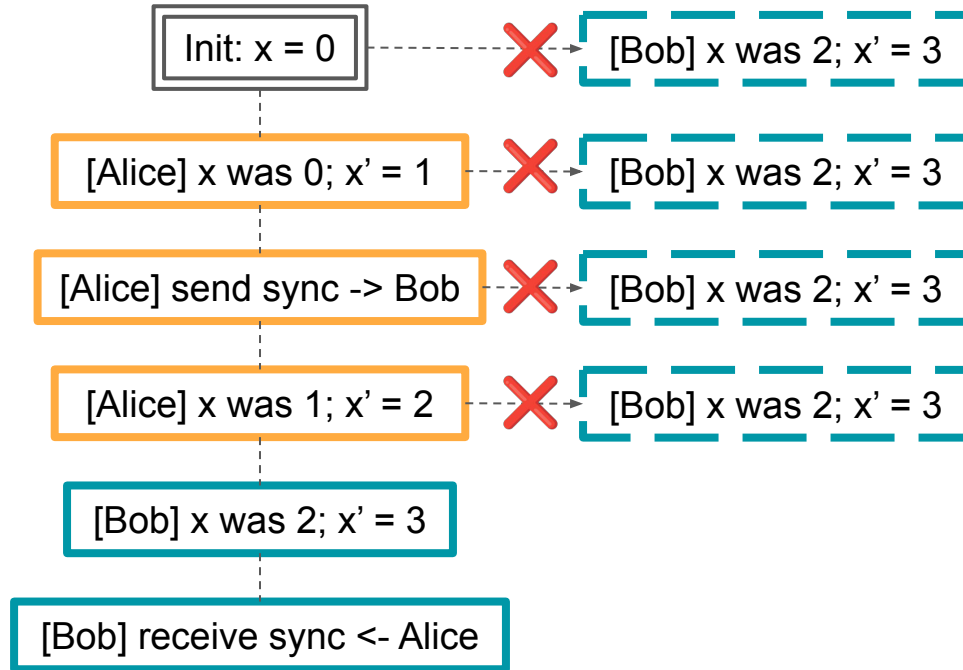 Init: x = 0
[Bob] x was 2; x’ = 3
[Alice] x was 0; x’ = 1
[Bob] x was 2; x’ = 3
[Alice] send sync -> Bob
[Bob] x was 2; x’ = 3
[Alice] x was 1; x’ = 2
[Bob] x was 2; x’ = 3
[Bob] x was 2; x’ = 3
[Bob] receive sync <- Alice